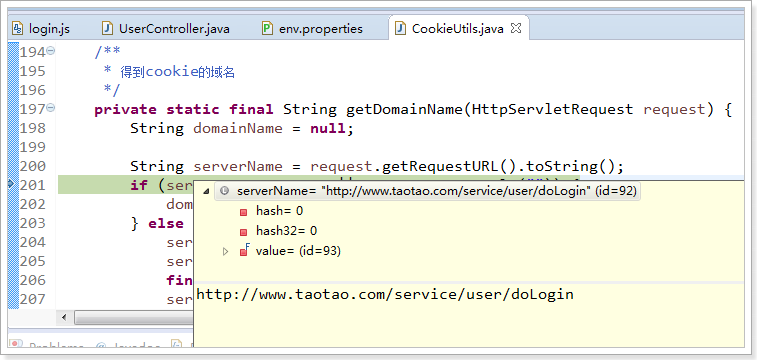 login.js UserController.java env.properties CookieUtils.java
194 /**
195 * 得到cookie的域名
196 */
197 private static final String getDomainName(HttpServletRequest request) {
198 String domainName = null;
199
200 String serverName = request.getRequestURL().toString();
201 if (ser
202 dom
203 } else
204 ser
205 ser
206 fin
207 ser
serverName= "http://www.taotao.com/service/user/doLogin" (id=92)
hash= 0
hash32= 0
value= (id=93)
http://www.taotao.com/service/user/doLogin